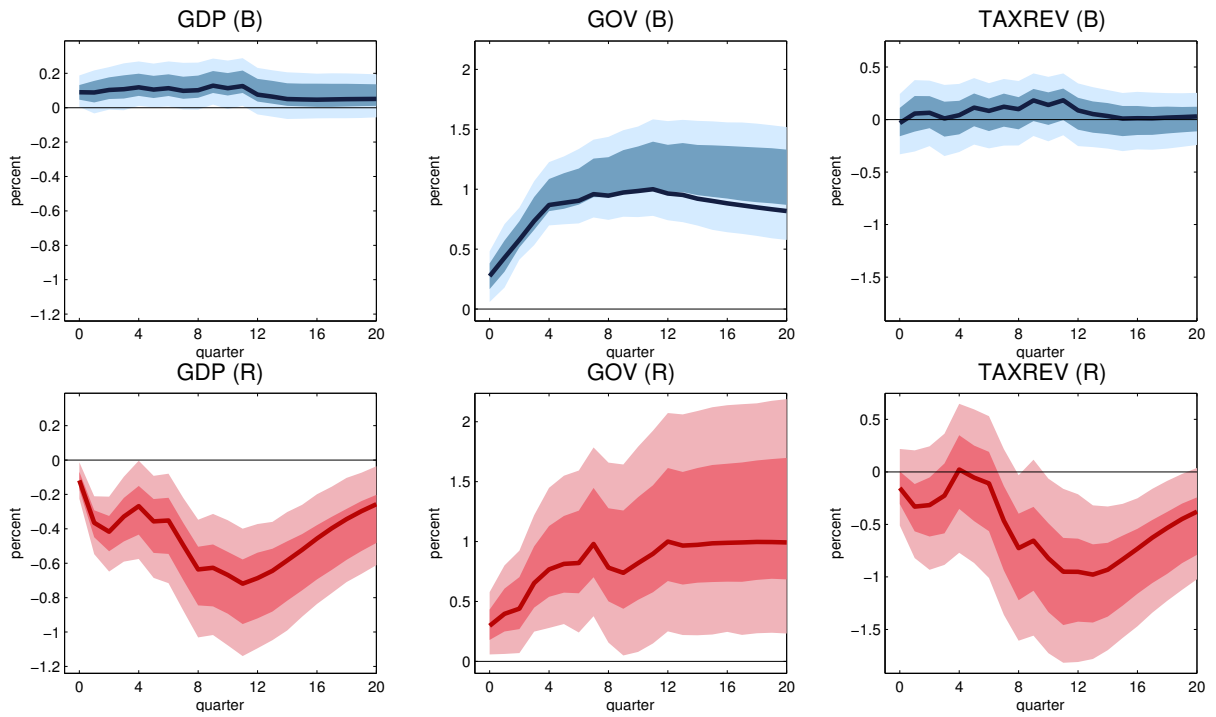 GDP (B)
0.2
0
−0.2
−0.4
−0.6
−0.8
−1
−1.2
percent
0 4 8 12 16 20
quarter
GOV (B)
2
1.5
1
0.5
0
percent
0 4 8 12 16 20
quarter
TAXREV (B)
0.5
0
−0.5
−1
−1.5
percent
0 4 8 12 16 20
quarter
GDP (R)
0.2
0
−0.2
−0.4
−0.6
−0.8
−1
−1.2
percent
0 4 8 12 16 20
quarter
GOV (R)
2
1.5
1
0.5
0
percent
0 4 8 12 16 20
quarter
TAXREV (R)
0.5
0
−0.5
−1
−1.5
percent
0 4 8 12 16 20
quarter